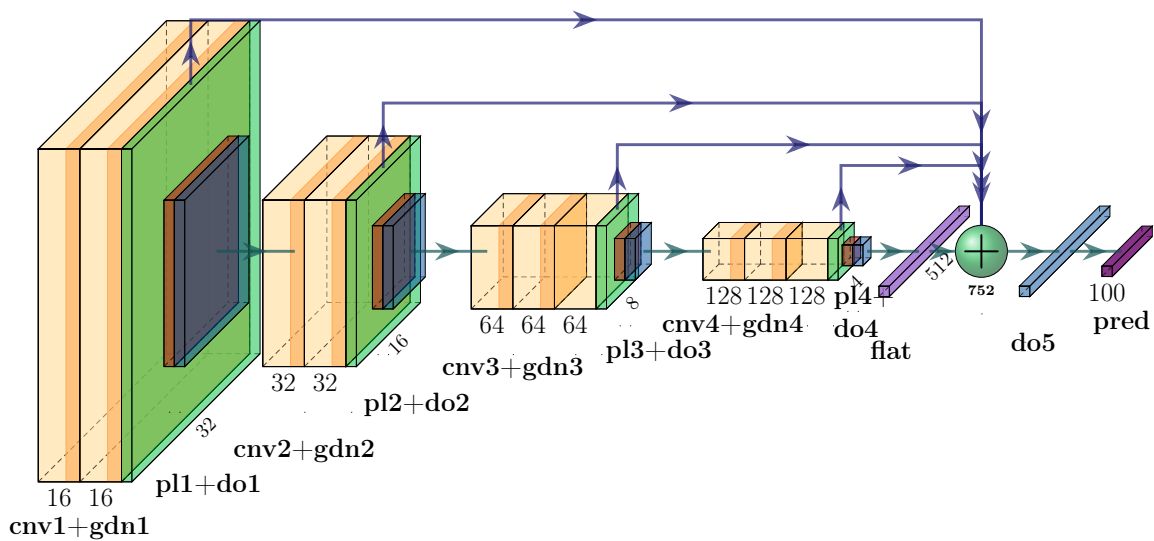 16 16
cnv1+gdn1
32
pl1+do1
32 32
cnv2+gdn2
16
pl2+do2
64 64 64
cnv3+gdn3
8
pl3+do3
128 128 128
cnv4+gdn4
4
pl4+
do4
512
flat
752
do5
100
pred